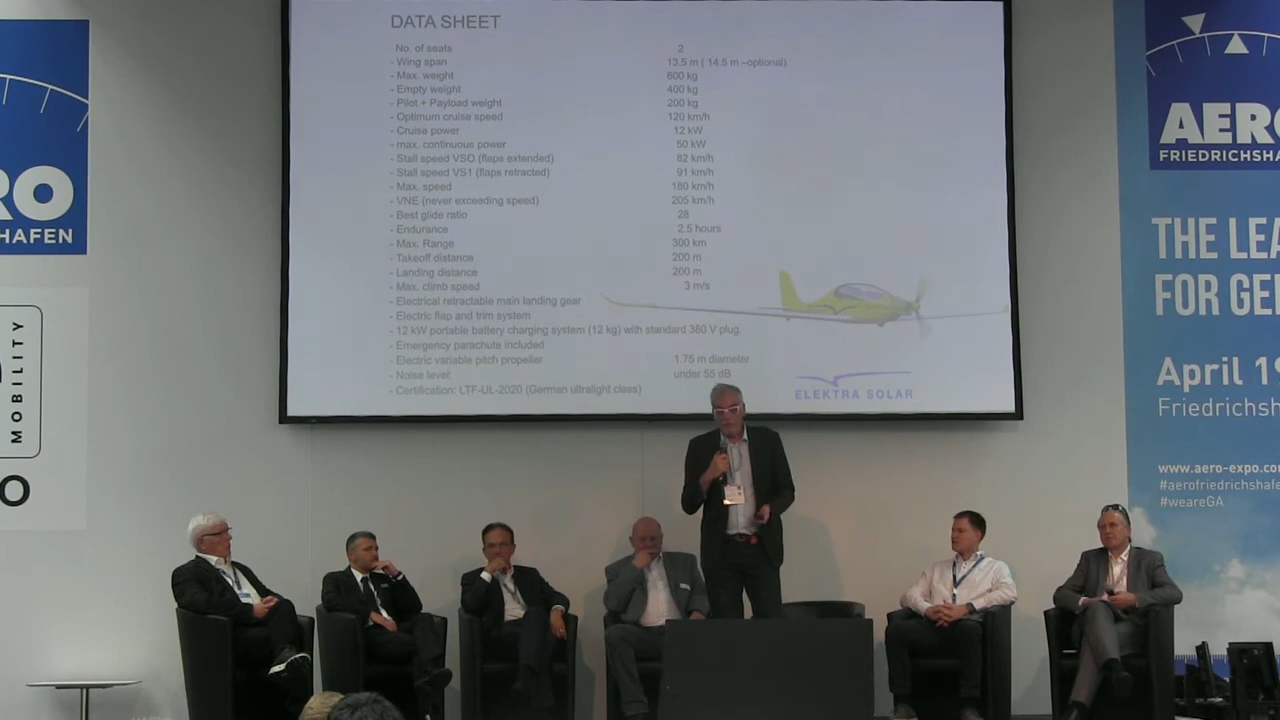 DATA SHEET
No. of seats 2
- Wing span 13.5 m ( 14.5 m –optional)
- Max. weight 600 kg
- Empty weight 400 kg
- Pilot + Payload weight 200 kg
- Optimum cruise speed 120 km/h
- Cruise power 12 kW
- max. continuous power 50 kW
- Stall speed VSO (flaps extended) 82 km/h
- Stall speed VS1 (flaps retracted) 91 km/h
- Max. speed 180 km/h
- VNE (never exceeding speed) 205 km/h
- Best glide ratio 28
- Endurance 2.5 hours
- Max. Range 300 km
- Takeoff distance 200 m
- Landing distance 200 m
- Max. climb speed 3 m/s
- Electrical retractable main landing gear
- Electric flap and trim system
- 12 kW portable battery charging system (12 kg) with standard 380 V plug.
- Emergency parachute included
- Electric variable pitch propeller 1.75 m diameter
- Noise level: under 55 dB
- Certification: LTF-UL-2020 (German ultralight class)
ELEKTRA SOLAR
RO
HAFEN
MOBILITY
O
AERO
FRIEDRICHSHA
THE LEA
FOR GE
April 19
Friedrichsh
www.aero-expo.co
#aerofriedrichshafe
#weareGA